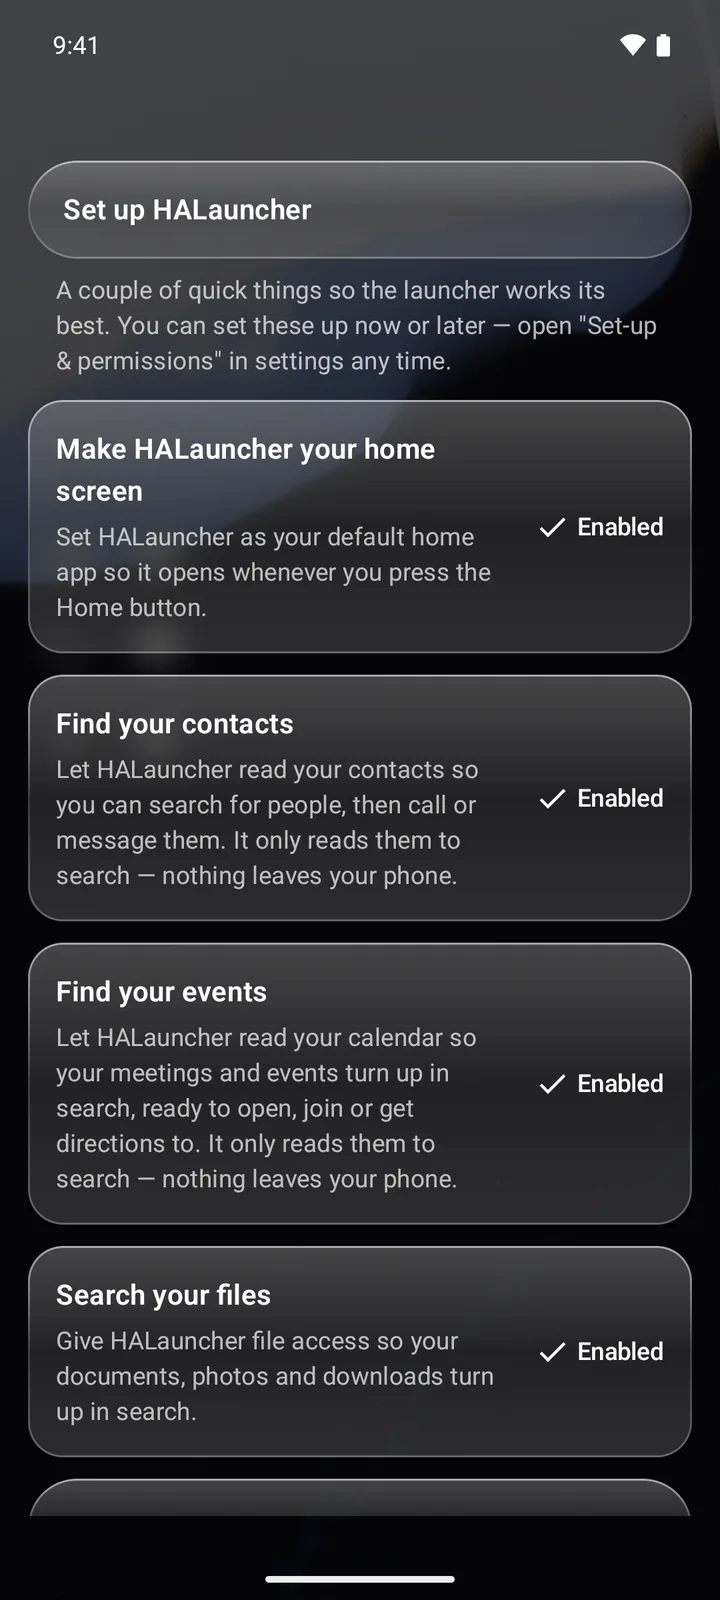 9:41
Set up HALauncher
A couple of quick things so the launcher works its
best. You can set these up now or later — open "Set-up
& permissions" in settings any time.
Make HALauncher your home
screen
Set HALauncher as your default home
app so it opens whenever you press the
Home button.
Enabled
Find your contacts
Let HALauncher read your contacts so
you can search for people, then call or
message them. It only reads them to
search — nothing leaves your phone.
Enabled
Find your events
Let HALauncher read your calendar so
your meetings and events turn up in
search, ready to open, join or get
directions to. It only reads them to
search — nothing leaves your phone.
Enabled
Search your files
Give HALauncher file access so your
documents, photos and downloads turn
up in search.
Enabled